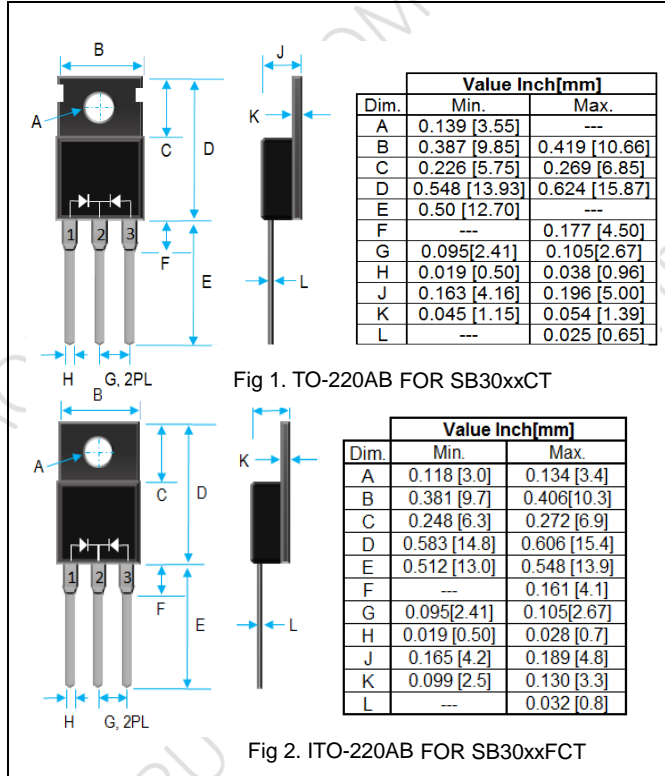 B
J
A
K
C
D
1 2 3
F
E
L
H G, 2PL
Value Inch[mm]
Dim. Min. Max.
A 0.139 [3.55] ---
B 0.387 [9.85] 0.419 [10.66]
C 0.226 [5.75] 0.269 [6.85]
D 0.548 [13.93] 0.624 [15.87]
E 0.50 [12.70] ---
F --- 0.177 [4.50]
G 0.095[2.41] 0.105[2.67]
H 0.019 [0.50] 0.038 [0.96]
J 0.163 [4.16] 0.196 [5.00]
K 0.045 [1.15] 0.054 [1.39]
L --- 0.025 [0.65]
Fig 1. TO-220AB FOR SB30xxCT
B
A
K
C
D
1 2 3
F
E
L
H G, 2PL
Value Inch[mm]
Dim. Min. Max.
A 0.118 [3.0] 0.134 [3.4]
B 0.381 [9.7] 0.406[10.3]
C 0.248 [6.3] 0.272 [6.9]
D 0.583 [14.8] 0.606 [15.4]
E 0.512 [13.0] 0.548 [13.9]
F --- 0.161 [4.1]
G 0.095[2.41] 0.105[2.67]
H 0.019 [0.50] 0.028 [0.7]
J 0.165 [4.2] 0.189 [4.8]
K 0.099 [2.5] 0.130 [3.3]
L --- 0.032 [0.8]
Fig 2. ITO-220AB FOR SB30xxFCT